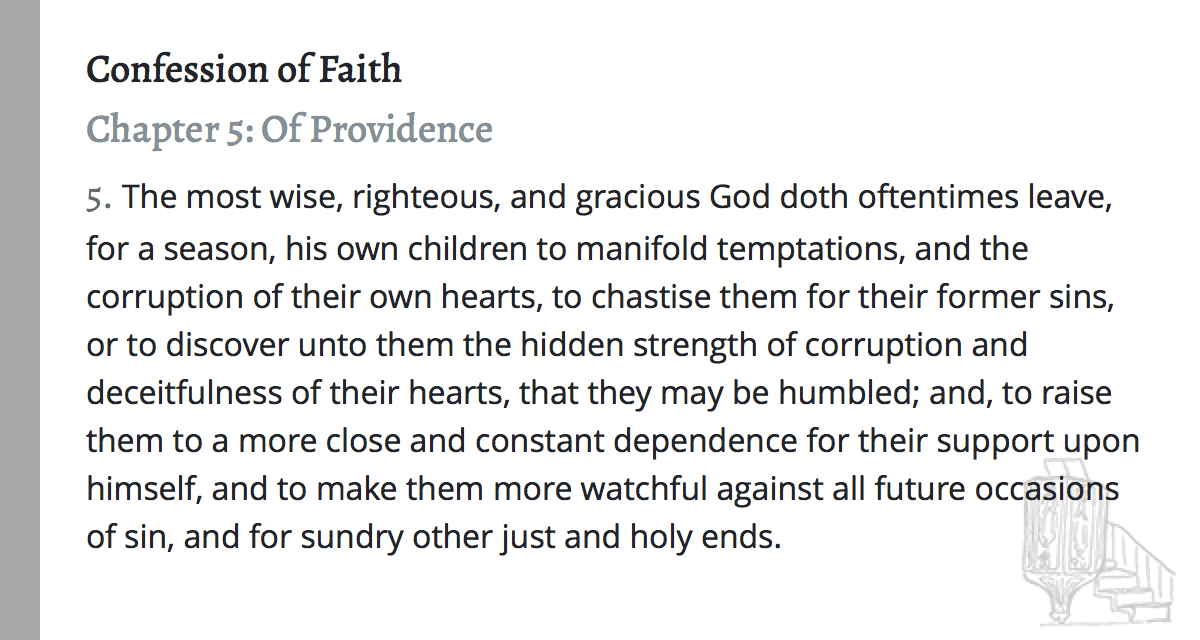 Confession of Faith
Chapter 5: Of Providence
5. The most wise, righteous, and gracious God doth oftentimes leave,
for a season, his own children to manifold temptations, and the
corruption of their own hearts, to chastise them for their former sins,
or to discover unto them the hidden strength of corruption and
deceitfulness of their hearts, that they may be humbled; and, to raise
them to a more close and constant dependence for their support upon
himself, and to make them more watchful against all future occasions
of sin, and for sundry other just and holy ends.